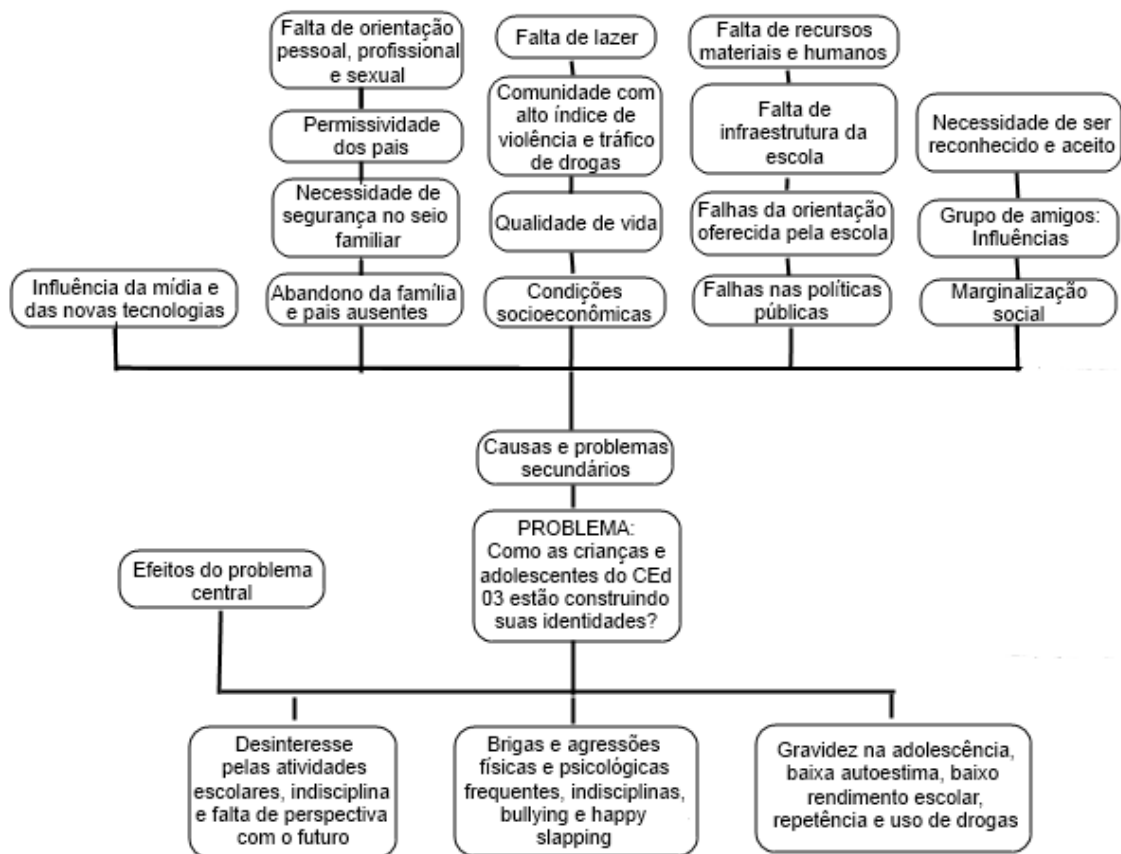 Falta de orientação
pessoal, profissional
e sexual
Permissividade
dos pais
Necessidade de
segurança no seio
familiar
Abandono da família
e pais ausentes
Falta de lazer
Comunidade com
alto índice de
violência e tráfico
de drogas
Qualidade de vida
Condições
socioeconômicas
Falta de recursos
materiais e humanos
Falta de
infraestrutura da
escola
Falhas da orientação
oferecida pela escola
Falhas nas políticas
públicas
Necessidade de ser
reconhecido e aceito
Grupo de amigos:
Influências
Marginalização
social
Influência da mídia e
das novas tecnologias
Causas e problemas
secundários
PROBLEMA:
Como as crianças e
adolescentes do CEd
03 estão construindo
suas identidades?
Efeitos do problema
central
Desinteresse
pelas atividades
escolares, indisciplina
e falta de perspectiva
com o futuro
Brigas e agressões
físicas e psicológicas
frequentes, indisciplinas,
bullying e happy
slapping
Gravidez na adolescência,
baixa autoestima, baixo
rendimento escolar,
repetência e uso de drogas